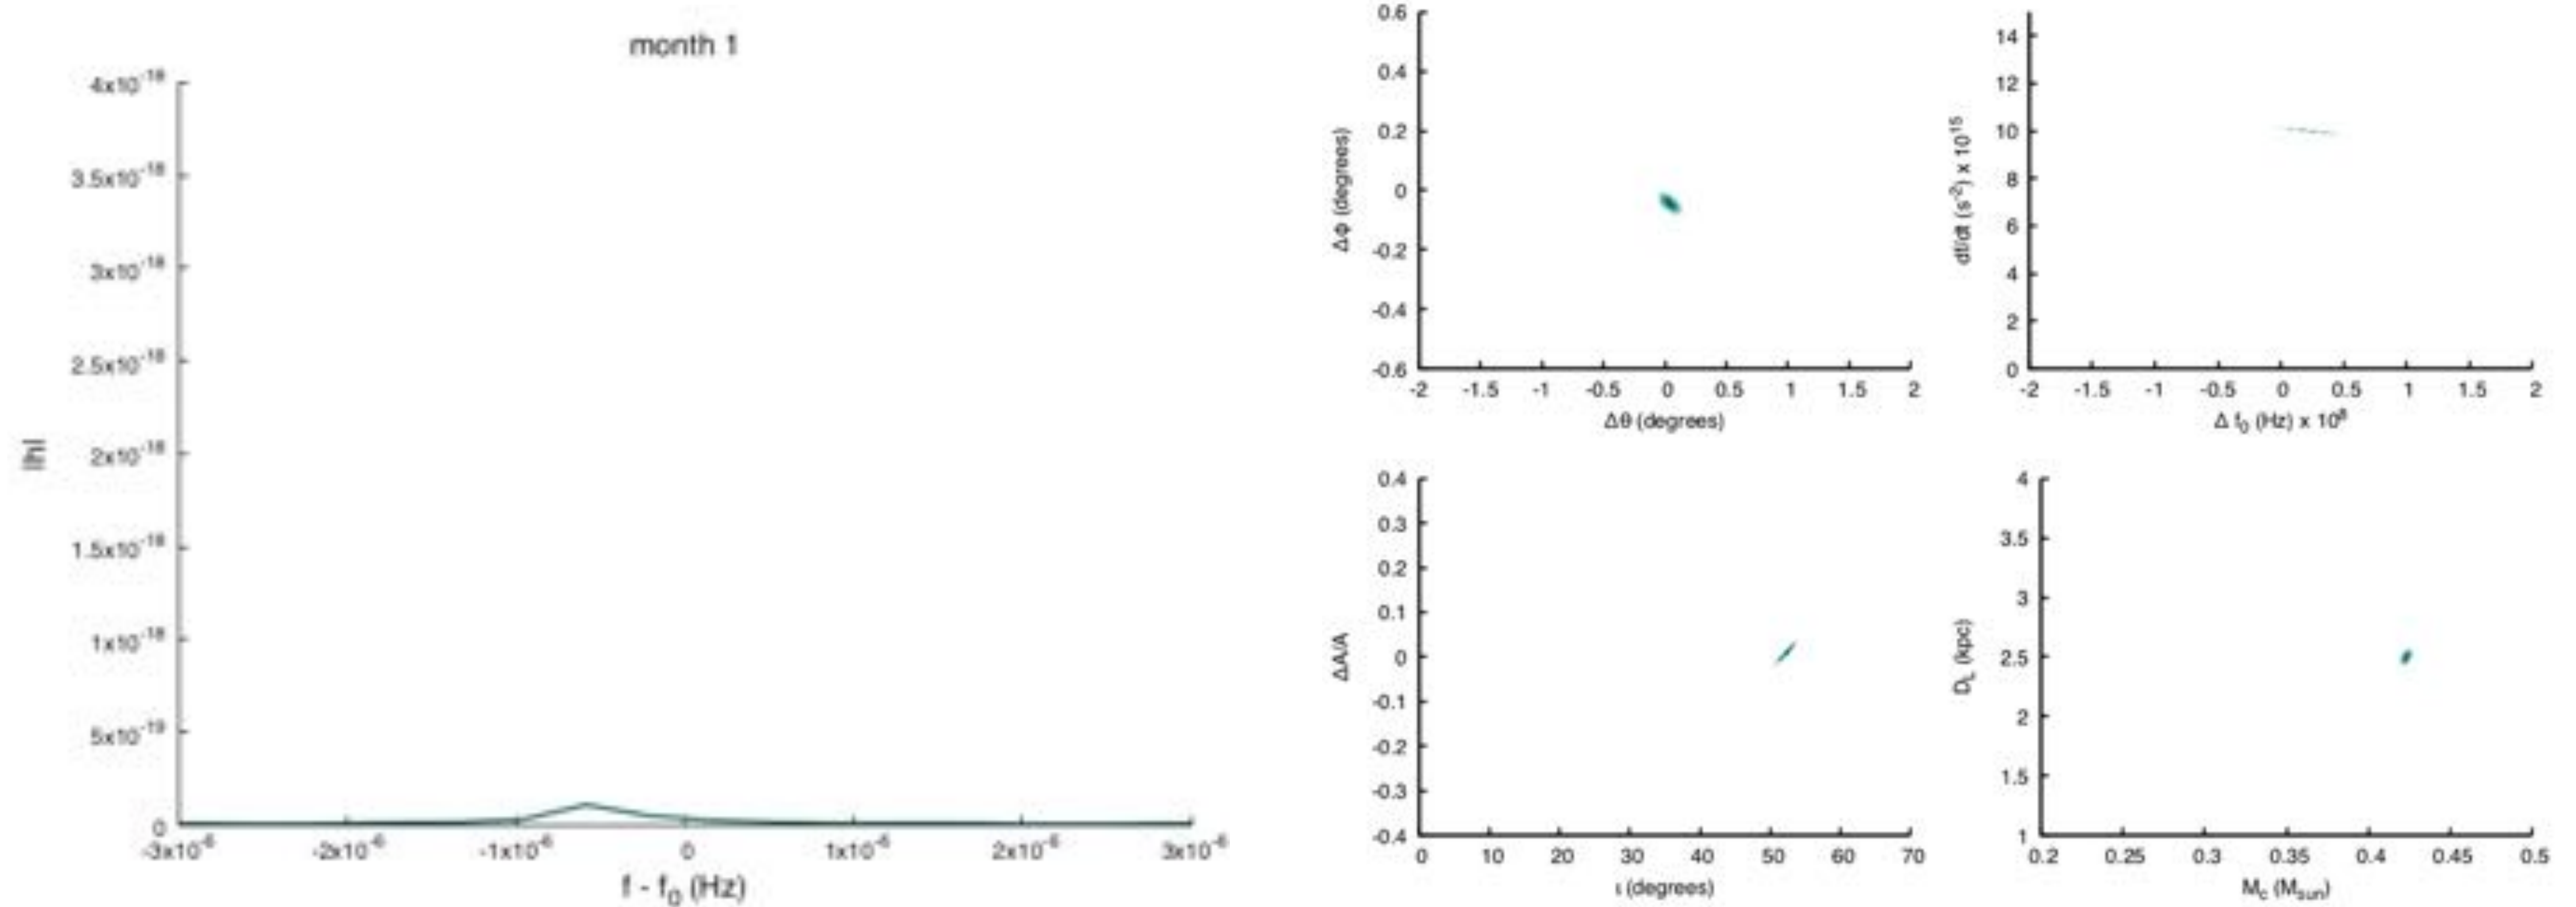 month 1
4x10^-18
3.5x10^-18
3x10^-18
2.5x10^-18
2x10^-18
1.5x10^-18
1x10^-18
5x10^-19
0
|h|
-3x10^-6 -2x10^-6 -1x10^-6 0 1x10^-6 2x10^-6 3x10^-6
f - f0 (Hz)
0.6
0.4
0.2
0
-0.2
-0.4
-0.6
Δφ (degrees)
-2 -1.5 -1 -0.5 0 0.5 1 1.5 2
Δθ (degrees)
14
12
10
8
6
4
2
0
df/dt (s^-2) x 10^15
-2 -1.5 -1 -0.5 0 0.5 1 1.5 2
Δ f0 (Hz) x 10^8
0.4
0.3
0.2
0.1
0
-0.1
-0.2
-0.3
-0.4
ΔA/A
0 10 20 30 40 50 60 70
ι (degrees)
4
3.5
3
2.5
2
1.5
1
DL (kpc)
0.2 0.25 0.3 0.35 0.4 0.45 0.5
Mc (Msun)